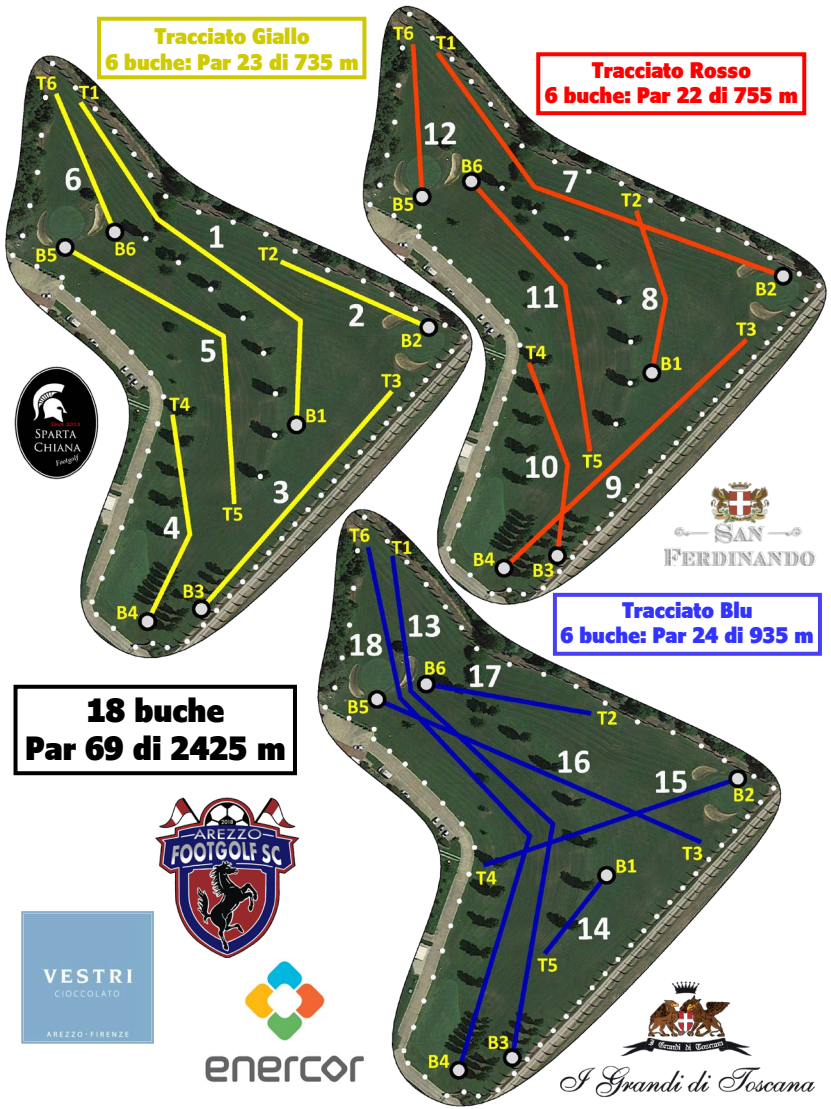 Tracciato Giallo
6 buche: Par 23 di 735 m
T6
T1
6
1
T2
B5
B6
2
5
B2
T3
T4
B1
3
4
T5
B3
B4
SPARTA
CHIANA
Footgolf
Tracciato Rosso
6 buche: Par 22 di 755 m
T6
T1
12
B6
7
T2
B5
11
8
B2
T3
T4
B1
10
T5
9
B4
B3
SAN
FERDINANDO
Tracciato Blu
6 buche: Par 24 di 935 m
T6
T1
13
18
B6
17
B5
T2
16
15
B2
T3
T4
B1
14
T5
B3
B4
18 buche
Par 69 di 2425 m
2018
AREZZO
FOOTGOLF SC
VESTRI
CIOCCOLATO
AREZZO · FIRENZE
enercor
I Grandi di Toscana
I Grandi di Toscana